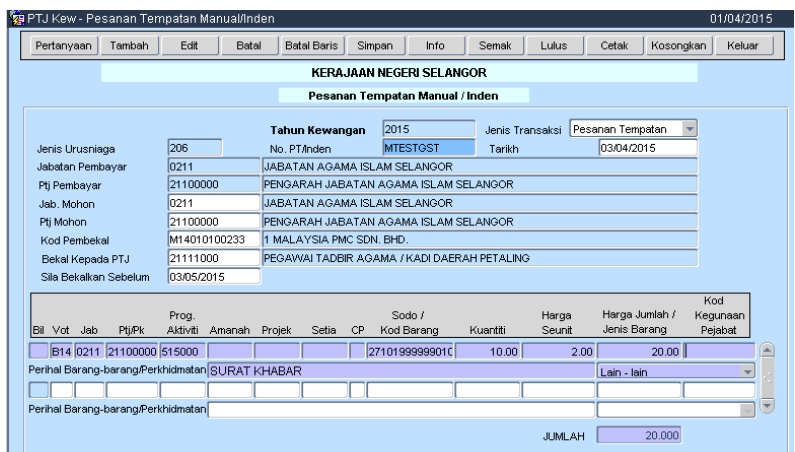 PTJ Kew - Pesanan Tempatan Manual/Inden 01/04/2015
Pertanyaan Tambah Edit Batal Batal Baris Simpan Info Semak Lulus Cetak Kosongkan Keluar
KERAJAAN NEGERI SELANGOR
Pesanan Tempatan Manual / Inden
Tahun Kewangan 2015 Jenis Transaksi Pesanan Tempatan
Jenis Urusniaga 206 No. PT/Inden MTESTGST Tarikh 03/04/2015
Jabatan Pembayar 0211 JABATAN AGAMA ISLAM SELANGOR
Ptj Pembayar 21100000 PENGARAH JABATAN AGAMA ISLAM SELANGOR
Jab. Mohon 0211 JABATAN AGAMA ISLAM SELANGOR
Ptj Mohon 21100000 PENGARAH JABATAN AGAMA ISLAM SELANGOR
Kod Pembekal M14010100233 1 MALAYSIA PMC SDN. BHD.
Bekal Kepada PTJ 21111000 PEGAWAI TADBIR AGAMA / KADI DAERAH PETALING
Sila Bekalkan Sebelum 03/05/2015
Kod
Prog. Sodo / Harga Harga Jumlah / Kegunaan
Bil Vot Jab Ptj/Pk Aktiviti Amanah Projek Setia CP Kod Barang Kuantiti Seunit Jenis Barang Pejabat
B14 0211 21100000 515000 2710199999901C 10.00 2.00 20.00
Perihal Barang-barang/Perkhidmatan SURAT KHABAR Lain - lain
Perihal Barang-barang/Perkhidmatan
JUMLAH 20.000